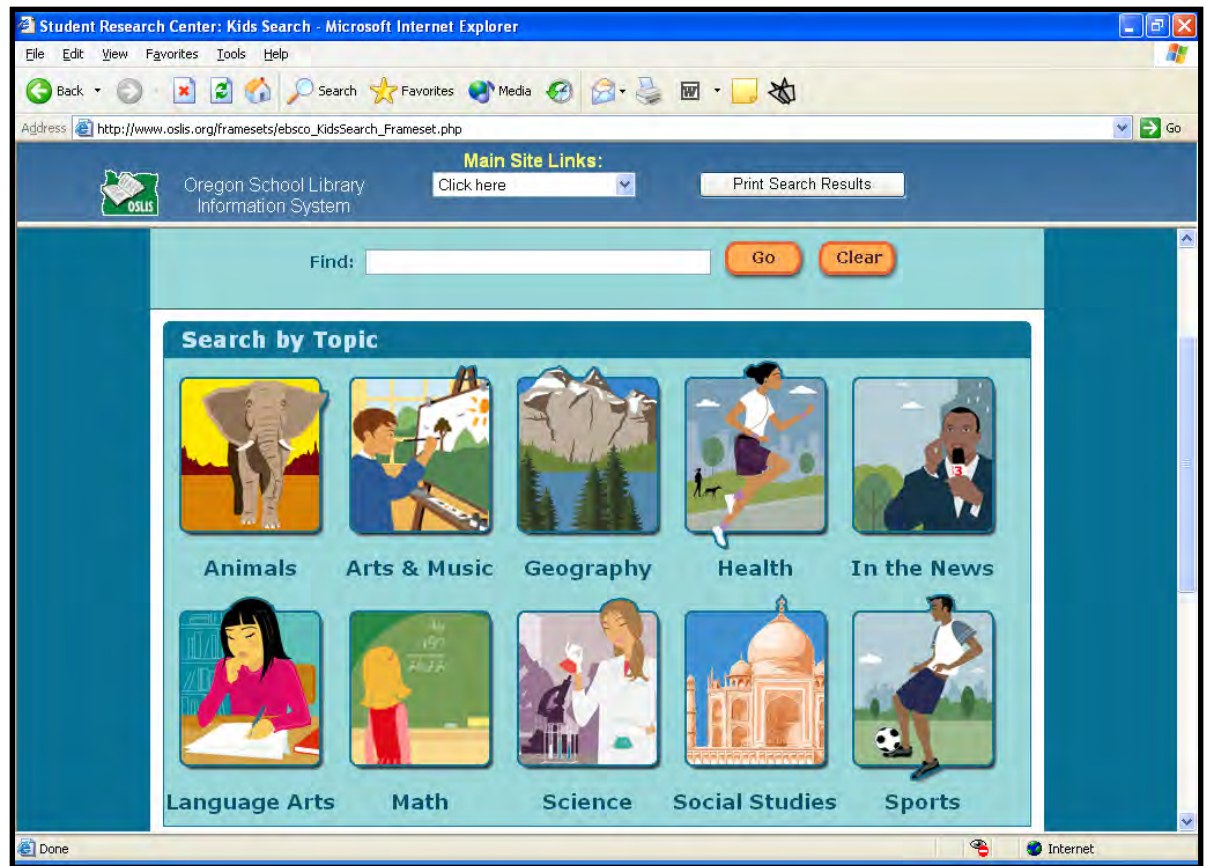 Student Research Center: Kids Search - Microsoft Internet Explorer
File Edit View Favorites Tools Help
Back Search Favorites Media
Address http://www.oslis.org/framesets/ebsco_KidsSearch_Frameset.php Go
Main Site Links:
OSLIS
Oregon School Library
Information System
Click here
Print Search Results
Find: Go Clear
Search by Topic
3
Animals Arts & Music Geography Health In the News
Language Arts Math Science Social Studies Sports
Done Internet